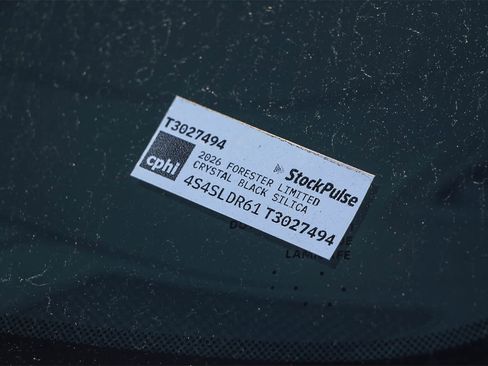 T3027494
StockPulse
cphl
2026 FORESTER LIMITED
CRYSTAL BLACK SILICA
4S4SLDR61 T3027494